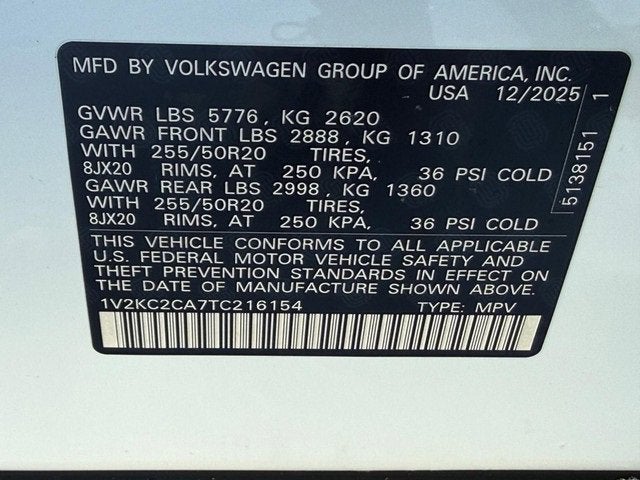 MFD BY VOLKSWAGEN GROUP OF AMERICA, INC.
USA 12/2025
GVWR LBS 5776, KG 2620
GAWR FRONT LBS 2888, KG 1310
WITH 255/50R20 TIRES,
8JX20 RIMS, AT 250 KPA, 36 PSI COLD
GAWR REAR LBS 2998, KG 1360
WITH 255/50R20 TIRES,
8JX20 RIMS, AT 250 KPA, 36 PSI COLD
THIS VEHICLE CONFORMS TO ALL APPLICABLE
U.S. FEDERAL MOTOR VEHICLE SAFETY AND
THEFT PREVENTION STANDARDS IN EFFECT ON
THE DATE OF MANUFACTURE SHOWN ABOVE.
1V2KC2CA7TC216154 TYPE: MPV
5138151 1